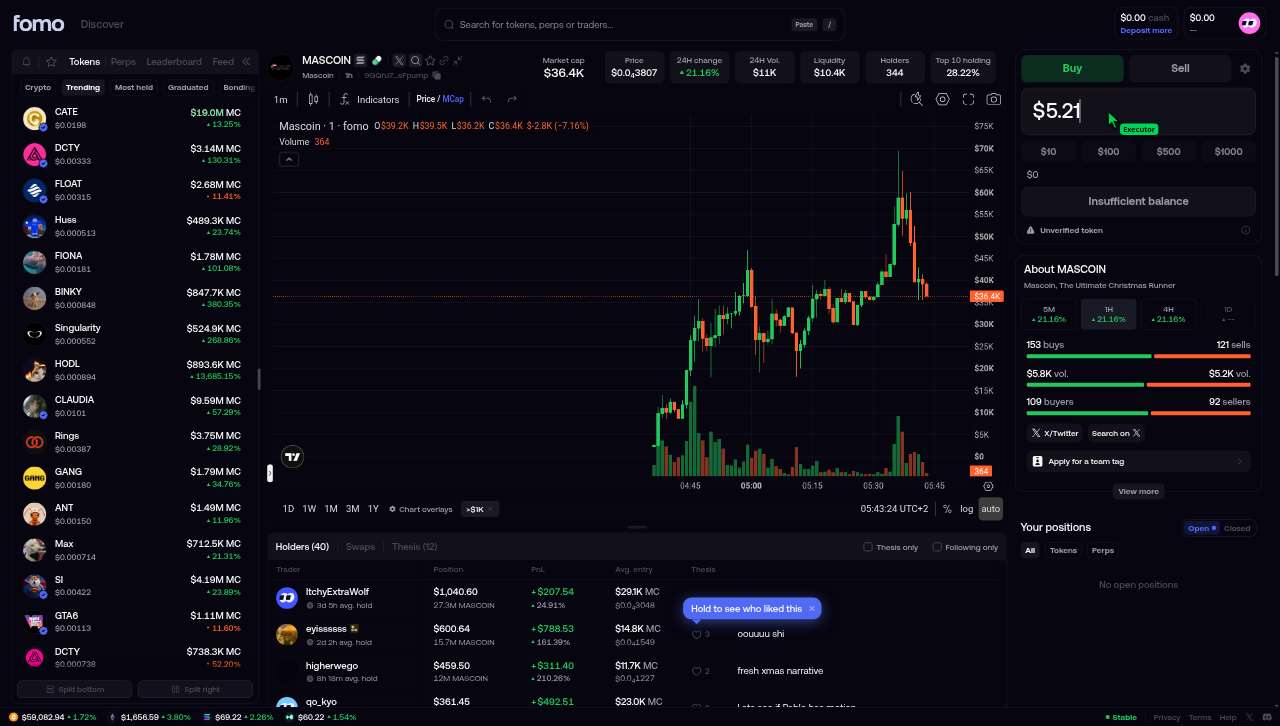 fomo Discover
Search for tokens, perps or traders... Paste /
$0.00 cash
Deposit more
$0.00
—
Tokens Perps Leaderboard Feed
Crypto Trending Most held Graduated Bonding
CATE $19.0M MC
$0.0198 13.25%
DCTY $3.14M MC
$0.00333 130.31%
FLOAT $2.68M MC
$0.00315 11.41%
Huss $489.3K MC
$0.000513 23.74%
FIONA $1.78M MC
$0.00181 101.08%
BINKY $847.7K MC
$0.000848 380.35%
Singularity $524.9K MC
$0.000552 268.86%
HODL $893.6K MC
$0.000894 13,685.15%
CLAUDIA $9.59M MC
$0.0101 57.29%
Rings $3.75M MC
$0.00387 28.92%
GANG $1.79M MC
$0.00180 34.76%
ANT $1.49M MC
$0.00150 11.96%
Max $712.5K MC
$0.000714 21.31%
SI $4.19M MC
$0.00422 23.89%
GTA6 $1.11M MC
$0.00113 11.60%
DCTY $738.3K MC
$0.000738 52.20%
Split bottom Split right
MASCOIN
Mascoin 1h
Market cap
$36.4K
Price
$0.0₄3807
24H change
21.16%
24H Vol.
$11K
Liquidity
$10.4K
Holders
344
Top 10 holding
28.22%
1m Indicators Price / MCap
Mascoin · 1 · fomo O$39.2K H$39.5K L$36.2K C$36.4K $-2.8K (−7.16%)
Volume 364
$75K
$70K
$65K
$60K
$55K
$50K
$45K
$40K
$36.4K
$30K
$25K
$20K
$15K
$10K
$5K
$0
364
04:45 05:00 05:15 05:30 05:45
1D 1W 1M 3M 1Y Chart overlays >$1K 05:43:24 UTC+2 % log auto
Holders (40) Swaps Thesis (12) Thesis only Following only
Trader Position PnL Avg. entry Thesis
ItchyExtraWolf $1,040.60 +$207.54 $29.1K MC
3d 5h avg. hold 27.3M MASCOIN 24.91% $0.0₄3048
Hold to see who liked this ×
eyissssss $600.64 +$788.53 $14.8K MC 3 oouuuu shi
2d 2h avg. hold 15.7M MASCOIN 161.39% $0.0₄1549
higherwego $459.50 +$311.40 $11.7K MC 2 fresh xmas narrative
8h 18m avg. hold 12M MASCOIN 210.26% $0.0₄1227
qo_kyo $361.45 +$492.51 $23.0K MC
Buy Sell
$5.21
Executor
$10 $100 $500 $1000
$0
Insufficient balance
Unverified token
About MASCOIN
Mascoin, The Ultimate Christmas Runner
5M 1H 4H 1D
21.16% 21.16% 21.16% --
153 buys 121 sells
$5.8K vol. $5.2K vol.
109 buyers 92 sellers
X/Twitter Search on X
Apply for a team tag
View more
Your positions Open Closed
All Tokens Perps
No open positions
$59,082.94 1.72% $1,656.59 3.80% $69.22 2.26% $60.22 1.54% Stable Privacy Terms Help